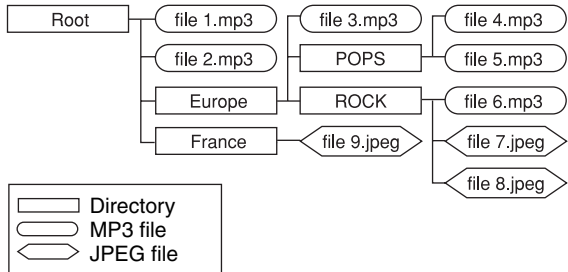 Root file 1.mp3 file 3.mp3 file 4.mp3
file 2.mp3 POPS file 5.mp3
Europe ROCK file 6.mp3
France file 9.jpeg file 7.jpeg
file 8.jpeg
Directory
MP3 file
JPEG file